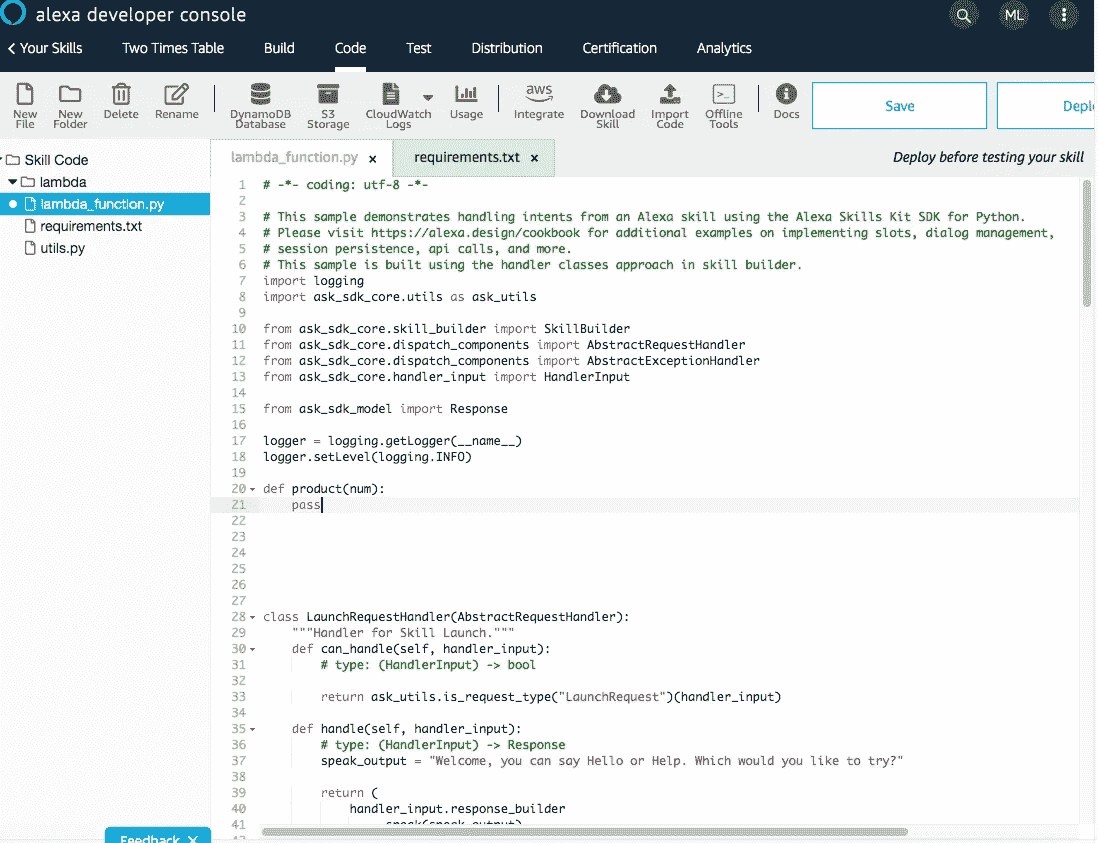 alexa developer console
ML
Your Skills Two Times Table Build Code Test Distribution Certification Analytics
New File New Folder Delete Rename DynamoDB Database S3 Storage CloudWatch Logs Usage aws Integrate Download Skill Import Code Offline Tools Docs Save Deplo
Skill Code
lambda
lambda_function.py
requirements.txt
utils.py
lambda_function.py x requirements.txt x Deploy before testing your skill
1 # -*- coding: utf-8 -*-
2
3 # This sample demonstrates handling intents from an Alexa skill using the Alexa Skills Kit SDK for Python.
4 # Please visit https://alexa.design/cookbook for additional examples on implementing slots, dialog management,
5 # session persistence, api calls, and more.
6 # This sample is built using the handler classes approach in skill builder.
7 import logging
8 import ask_sdk_core.utils as ask_utils
9
10 from ask_sdk_core.skill_builder import SkillBuilder
11 from ask_sdk_core.dispatch_components import AbstractRequestHandler
12 from ask_sdk_core.dispatch_components import AbstractExceptionHandler
13 from ask_sdk_core.handler_input import HandlerInput
14
15 from ask_sdk_model import Response
16
17 logger = logging.getLogger(__name__)
18 logger.setLevel(logging.INFO)
19
20 def product(num):
21     pass
22
23
24
25
26
27
28 class LaunchRequestHandler(AbstractRequestHandler):
29     """Handler for Skill Launch."""
30     def can_handle(self, handler_input):
31         # type: (HandlerInput) -> bool
32
33         return ask_utils.is_request_type("LaunchRequest")(handler_input)
34
35     def handle(self, handler_input):
36         # type: (HandlerInput) -> Response
37         speak_output = "Welcome, you can say Hello or Help. Which would you like to try?"
38
39         return (
40             handler_input.response_builder
41                 .speak(speak_output)
Feedback X